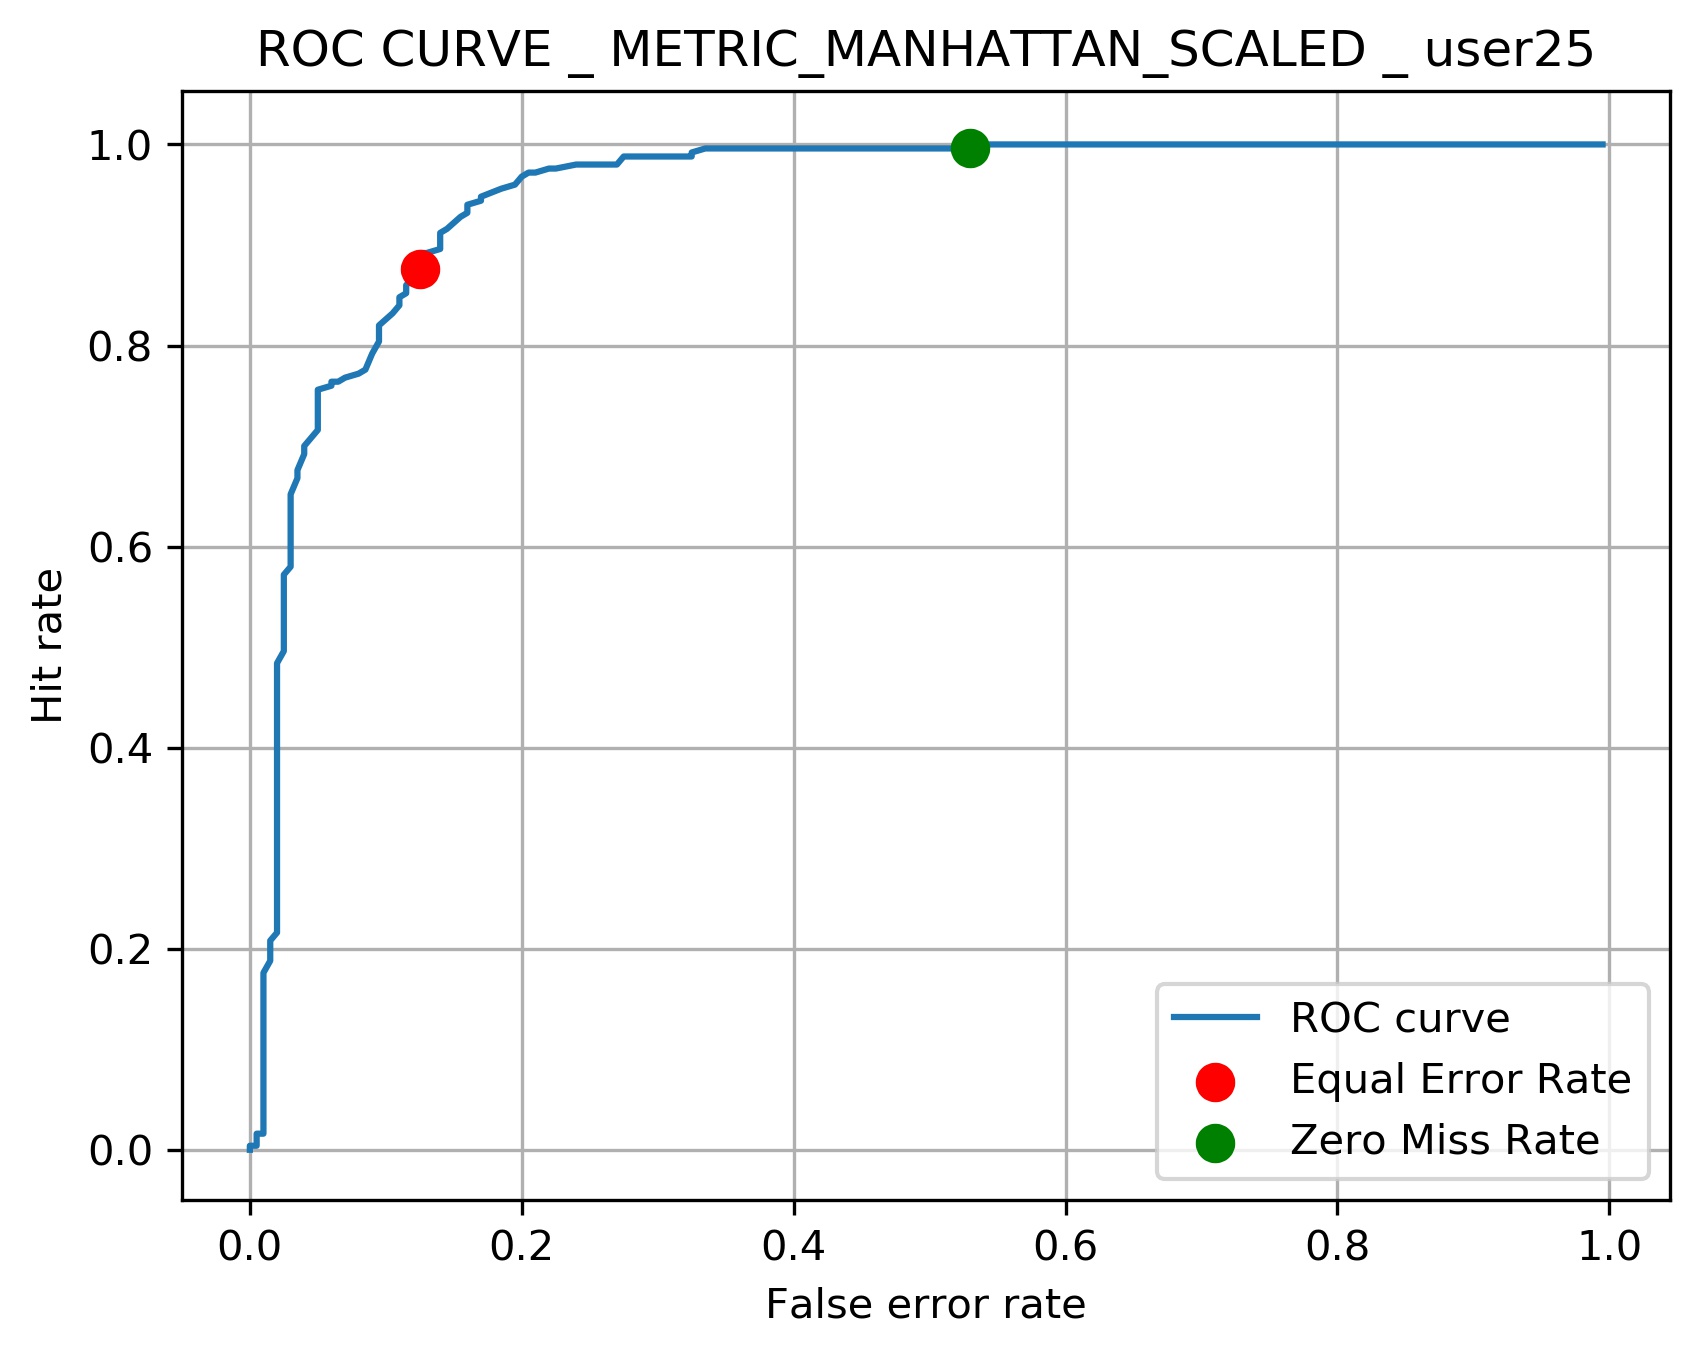 ROC CURVE _ METRIC_MANHATTAN_SCALED _ user25
1.0
0.8
0.6
0.4
0.2
0.0
Hit rate
ROC curve
Equal Error Rate
Zero Miss Rate
0.0 0.2 0.4 0.6 0.8 1.0
False error rate